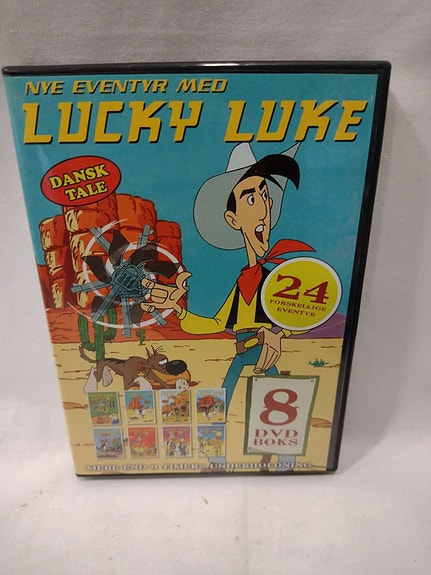 NYE EVENTYR MED
LUCKY LUKE
DANSK
TALE
24
FORSKELLIGE
EVENTYR
8
DVD
BOKS
MERE END 9 TIMERS UNDERHOLDNING